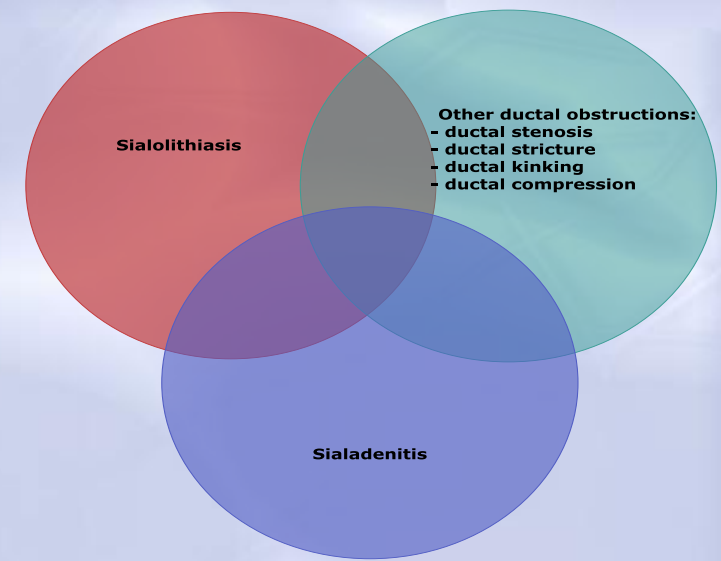 Sialolithiasis
Other ductal obstructions:
- ductal stenosis
- ductal stricture
- ductal kinking
- ductal compression
Sialadenitis